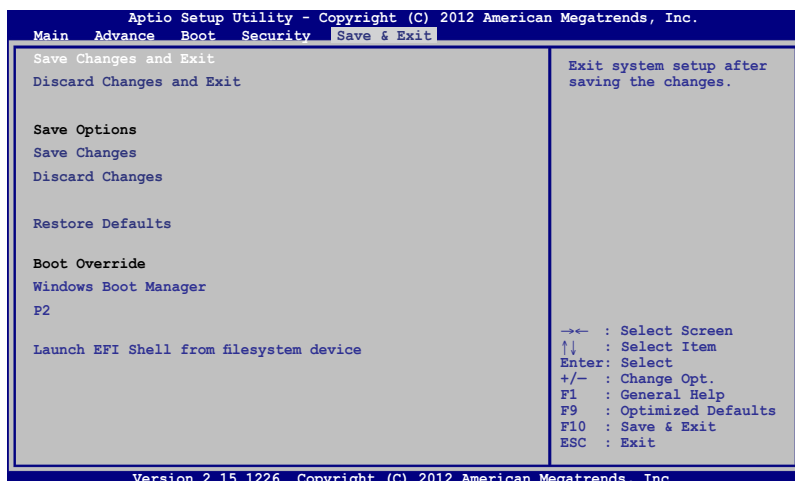 Aptio Setup Utility - Copyright (C) 2012 American Megatrends, Inc.
Main Advance Boot Security Save & Exit
Save Changes and Exit
Discard Changes and Exit
Save Options
Save Changes
Discard Changes
Restore Defaults
Boot Override
Windows Boot Manager
P2
Launch EFI Shell from filesystem device
Exit system setup after
saving the changes.
→← : Select Screen
↑↓ : Select Item
Enter: Select
+/— : Change Opt.
F1 : General Help
F9 : Optimized Defaults
F10 : Save & Exit
ESC : Exit
Version 2.15.1226. Copyright (C) 2012 American Megatrends, Inc.